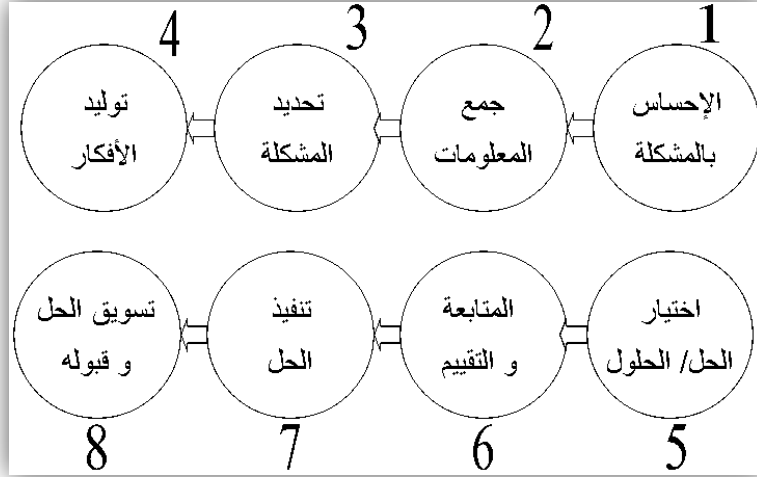 1
الإحساس
بالمشكلة
2
جمع
المعلومات
3
تحديد
المشكلة
4
توليد
الأفكار
اختيار
الحل/ الحلول
5
المتابعة
و التقييم
6
تنفيذ
الحل
7
تسويق الحل
و قبوله
8